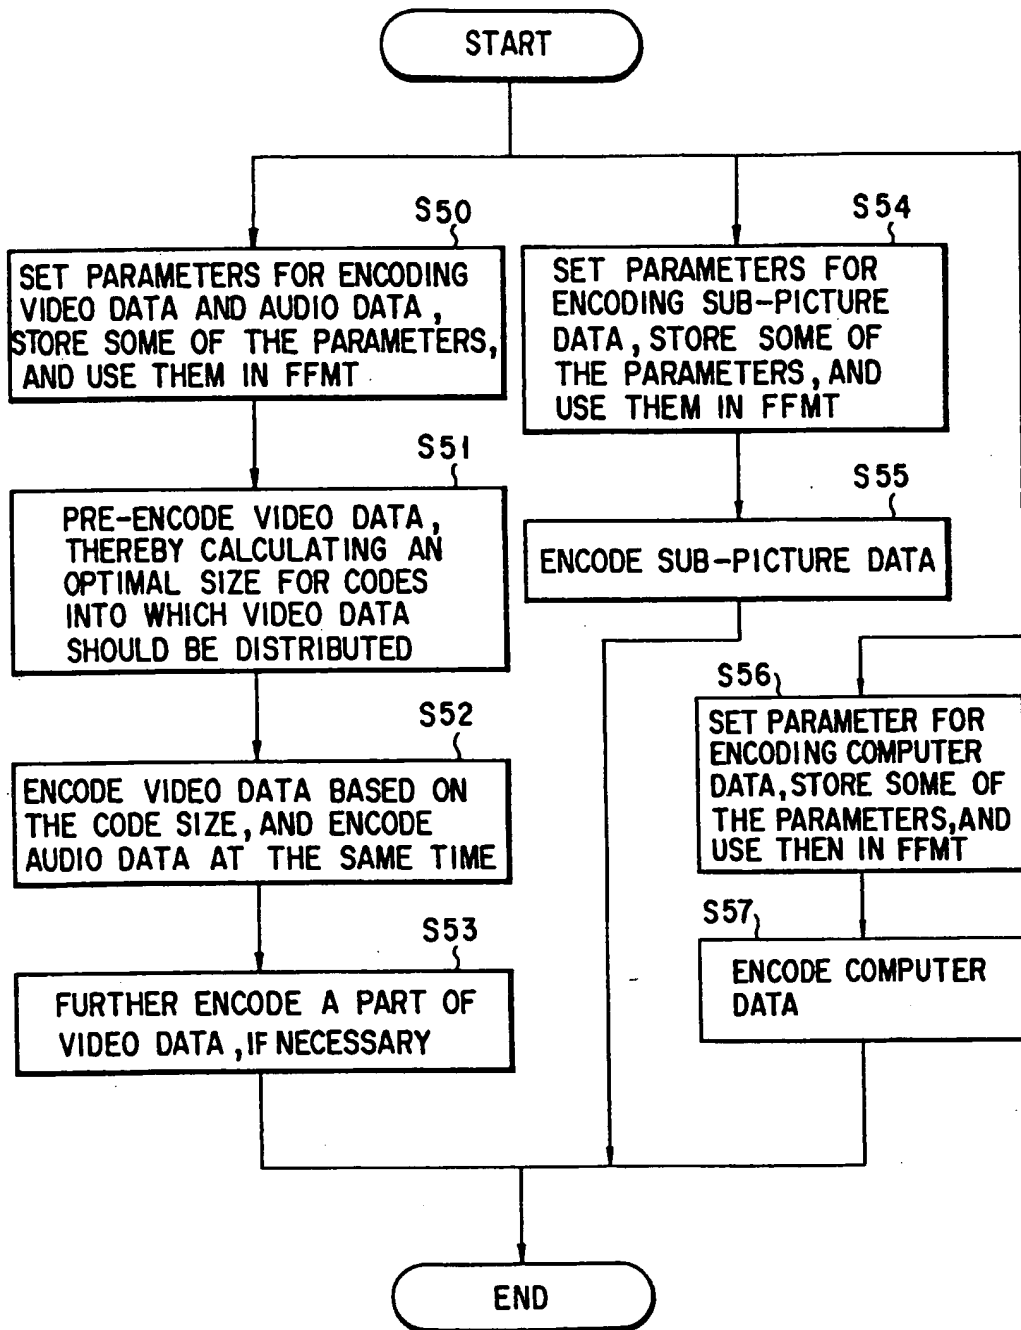 START
S50
SET PARAMETERS FOR ENCODING
VIDEO DATA AND AUDIO DATA,
STORE SOME OF THE PARAMETERS,
AND USE THEM IN FFMT
S51
PRE-ENCODE VIDEO DATA,
THEREBY CALCULATING AN
OPTIMAL SIZE FOR CODES
INTO WHICH VIDEO DATA
SHOULD BE DISTRIBUTED
S52
ENCODE VIDEO DATA BASED ON
THE CODE SIZE, AND ENCODE
AUDIO DATA AT THE SAME TIME
S53
FURTHER ENCODE A PART OF
VIDEO DATA, IF NECESSARY
S54
SET PARAMETERS FOR
ENCODING SUB-PICTURE
DATA, STORE SOME OF
THE PARAMETERS, AND
USE THEM IN FFMT
S55
ENCODE SUB-PICTURE DATA
S56
SET PARAMETER FOR
ENCODING COMPUTER
DATA, STORE SOME OF
THE PARAMETERS, AND
USE THEN IN FFMT
S57
ENCODE COMPUTER
DATA
END